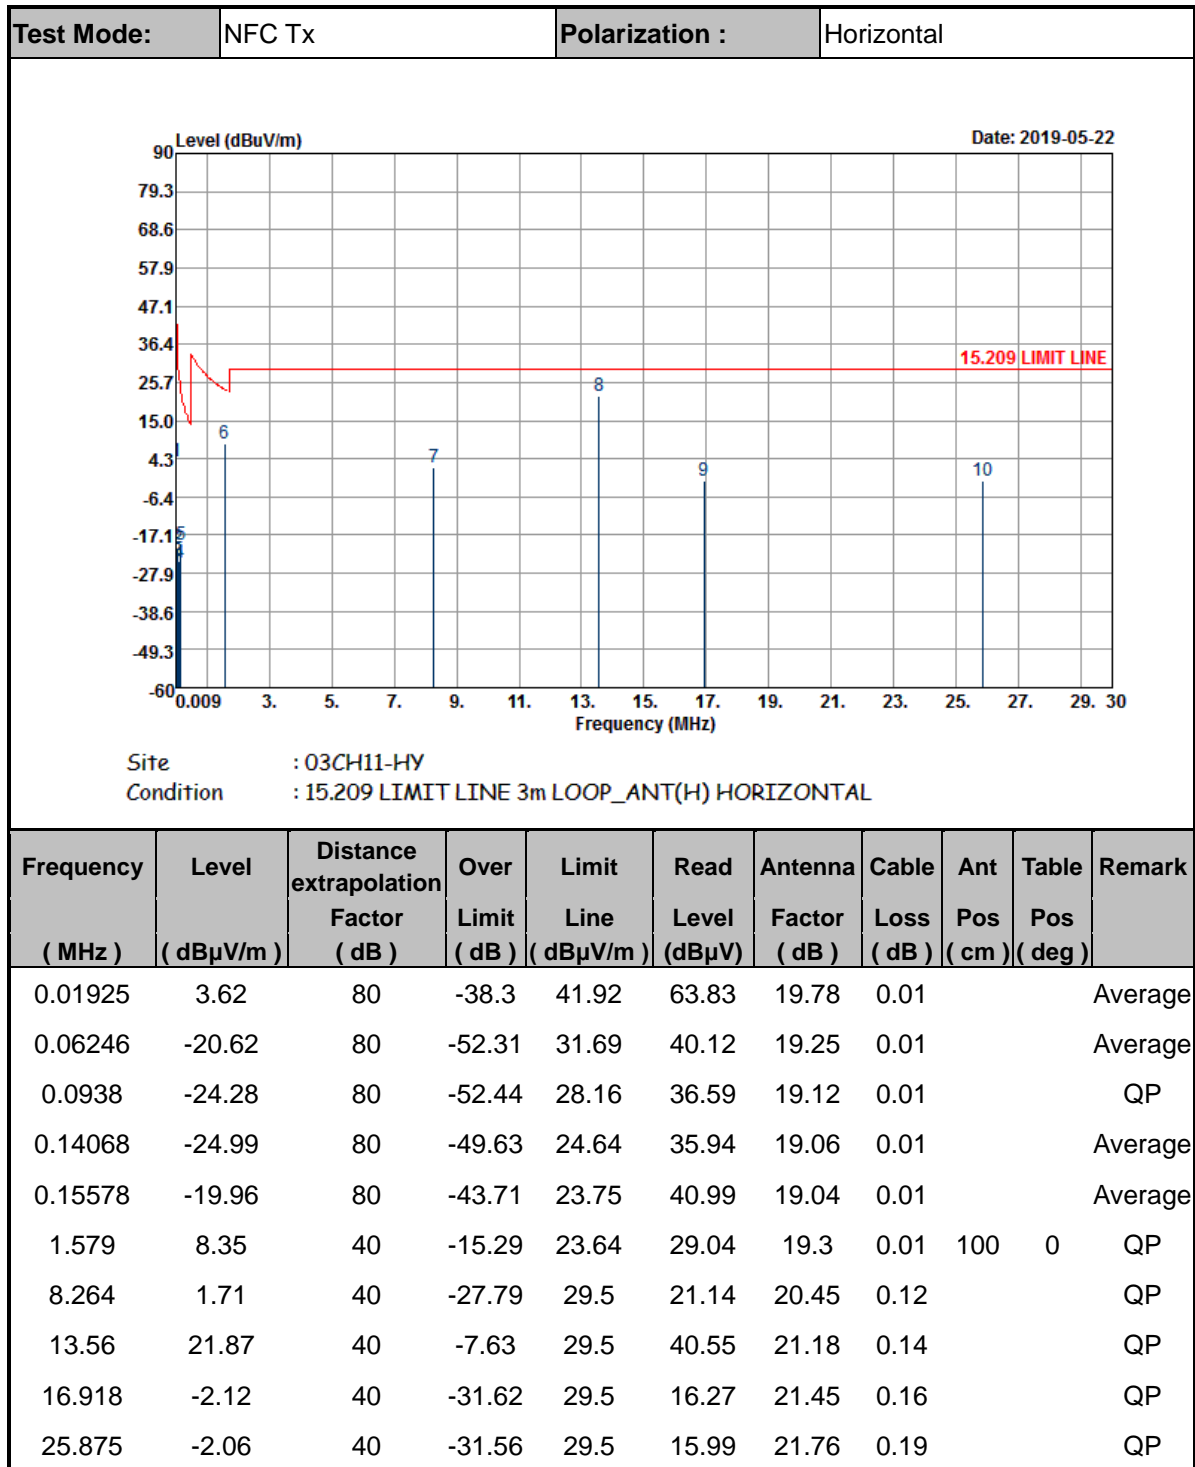 Test Mode: NFC Tx Polarization : Horizontal
Level (dBuV/m) Date: 2019-05-22
90
79.3
68.6
57.9
47.1
36.4
25.7
15.0
4.3
-6.4
-17.1
-27.9
-38.6
-49.3
-60
15.209 LIMIT LINE
5
4
6
7
8
9
10
0.009 3. 5. 7. 9. 11. 13. 15. 17. 19. 21. 23. 25. 27. 29. 30
Frequency (MHz)
Site : 03CH11-HY
Condition : 15.209 LIMIT LINE 3m LOOP_ANT(H) HORIZONTAL
Frequency Level Distance extrapolation Over Limit Read Antenna Cable Ant Table Remark
Factor Limit Line Level Factor Loss Pos Pos
( MHz ) ( dBµV/m ) ( dB ) ( dB ) ( dBµV/m ) (dBµV) ( dB ) ( dB ) ( cm ) ( deg )
0.01925 3.62 80 -38.3 41.92 63.83 19.78 0.01 Average
0.06246 -20.62 80 -52.31 31.69 40.12 19.25 0.01 Average
0.0938 -24.28 80 -52.44 28.16 36.59 19.12 0.01 QP
0.14068 -24.99 80 -49.63 24.64 35.94 19.06 0.01 Average
0.15578 -19.96 80 -43.71 23.75 40.99 19.04 0.01 Average
1.579 8.35 40 -15.29 23.64 29.04 19.3 0.01 100 0 QP
8.264 1.71 40 -27.79 29.5 21.14 20.45 0.12 QP
13.56 21.87 40 -7.63 29.5 40.55 21.18 0.14 QP
16.918 -2.12 40 -31.62 29.5 16.27 21.45 0.16 QP
25.875 -2.06 40 -31.56 29.5 15.99 21.76 0.19 QP